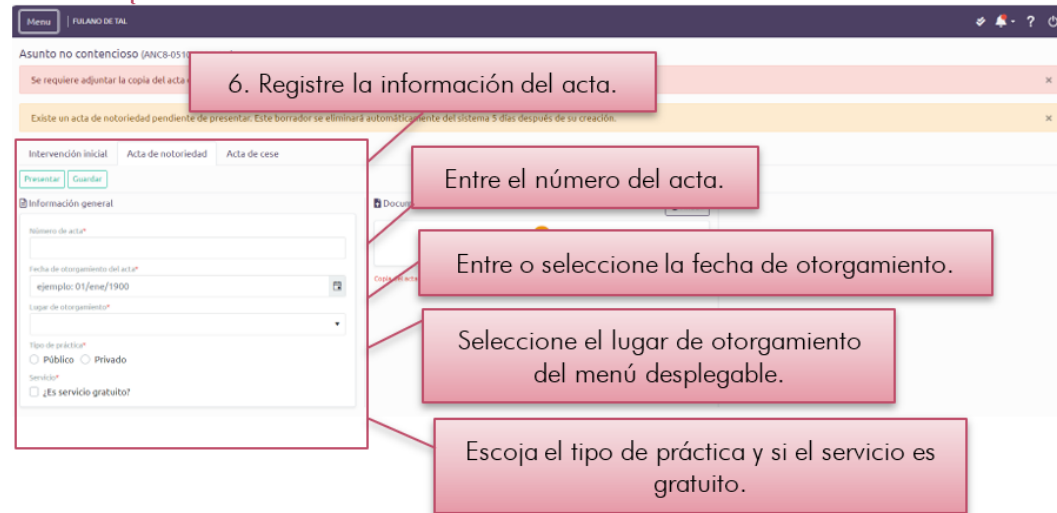 Menu | FULANO DE TAL
Asunto no contencioso (ANC8-0510
Se requiere adjuntar la copia del acta
6. Registre la información del acta.
Existe un acta de notoriedad pendiente de presentar. Este borrador se eliminará automáticamente del sistema 5 días después de su creación.
Intervención inicial Acta de notoriedad Acta de cese
Presentar Guardar
Entre el número del acta.
Información general
Número de acta*
Fecha de otorgamiento del acta*
ejemplo: 01/ene/1900
Entre o seleccione la fecha de otorgamiento.
Lugar de otorgamiento*
Seleccione el lugar de otorgamiento
del menú desplegable.
Tipo de práctica*
Público Privado
Servicio*
¿Es servicio gratuito?
Escoja el tipo de práctica y si el servicio es
gratuito.